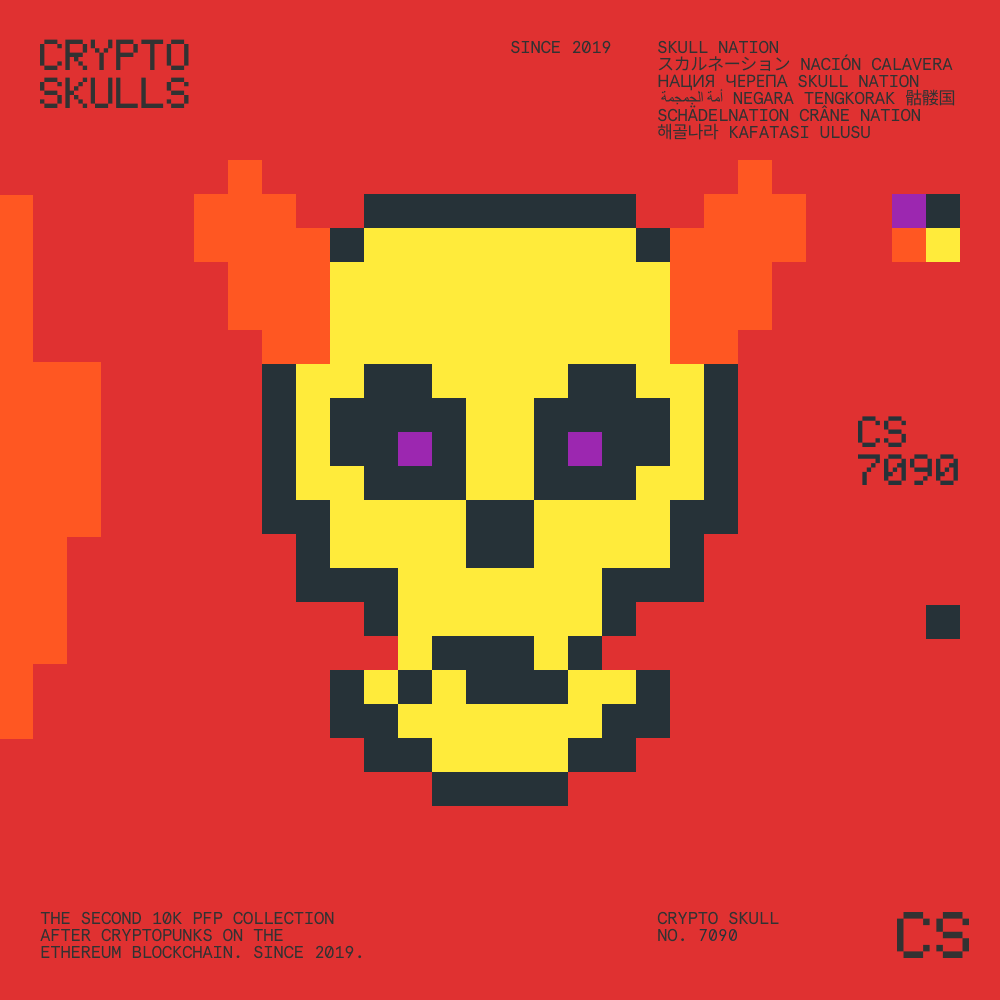 CRYPTO
SKULLS
SINCE 2019
SKULL NATION
スカルネーション NACIÓN CALAVERA
НАЦИЯ ЧЕРЕПА SKULL NATION
أمة الجمجمة NEGARA TENGKORAK 骷髅国
SCHÄDELNATION CRÂNE NATION
해골나라 KAFATASI ULUSU
CS
7090
THE SECOND 10K PFP COLLECTION
AFTER CRYPTOPUNKS ON THE
ETHEREUM BLOCKCHAIN. SINCE 2019.
CRYPTO SKULL
NO. 7090
CS